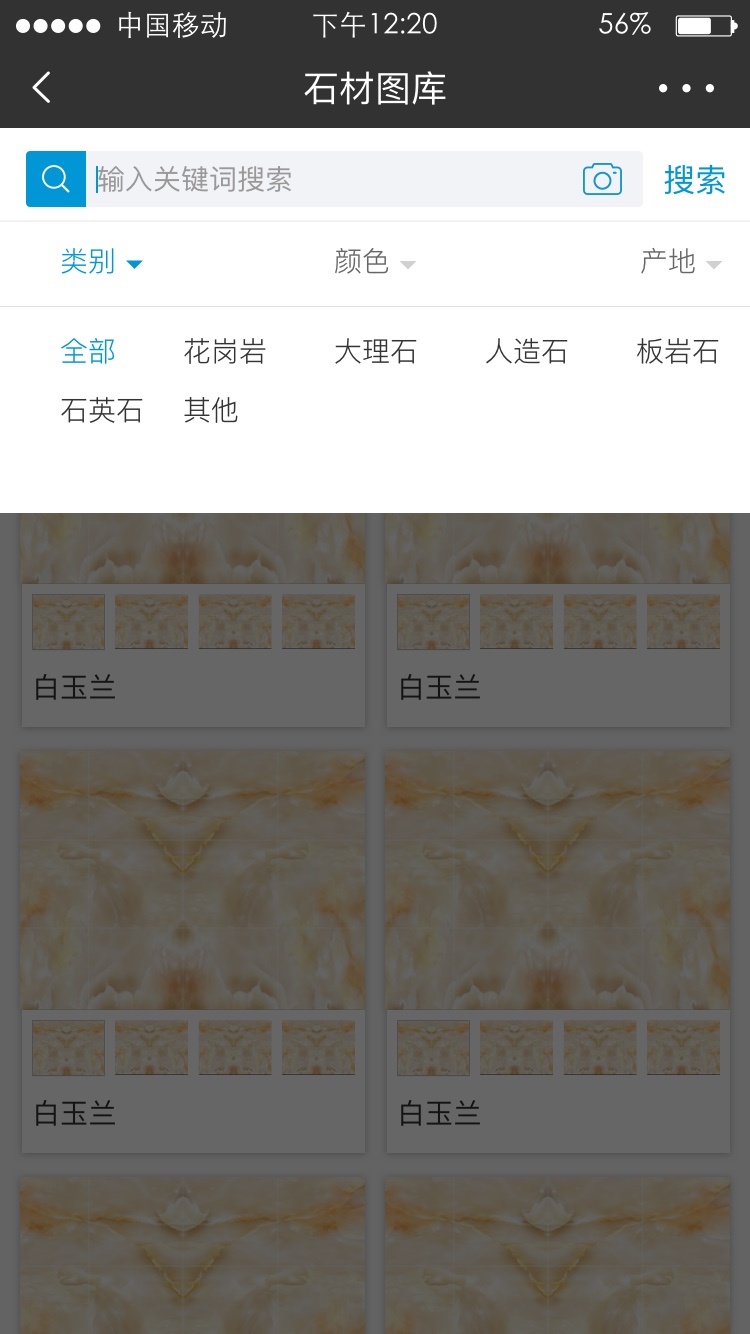 中国移动 下午12:20 56%
石材图库
输入关键词搜索 搜索
类别 颜色 产地
全部 花岗岩 大理石 人造石 板岩石
石英石 其他
白玉兰 白玉兰
白玉兰 白玉兰